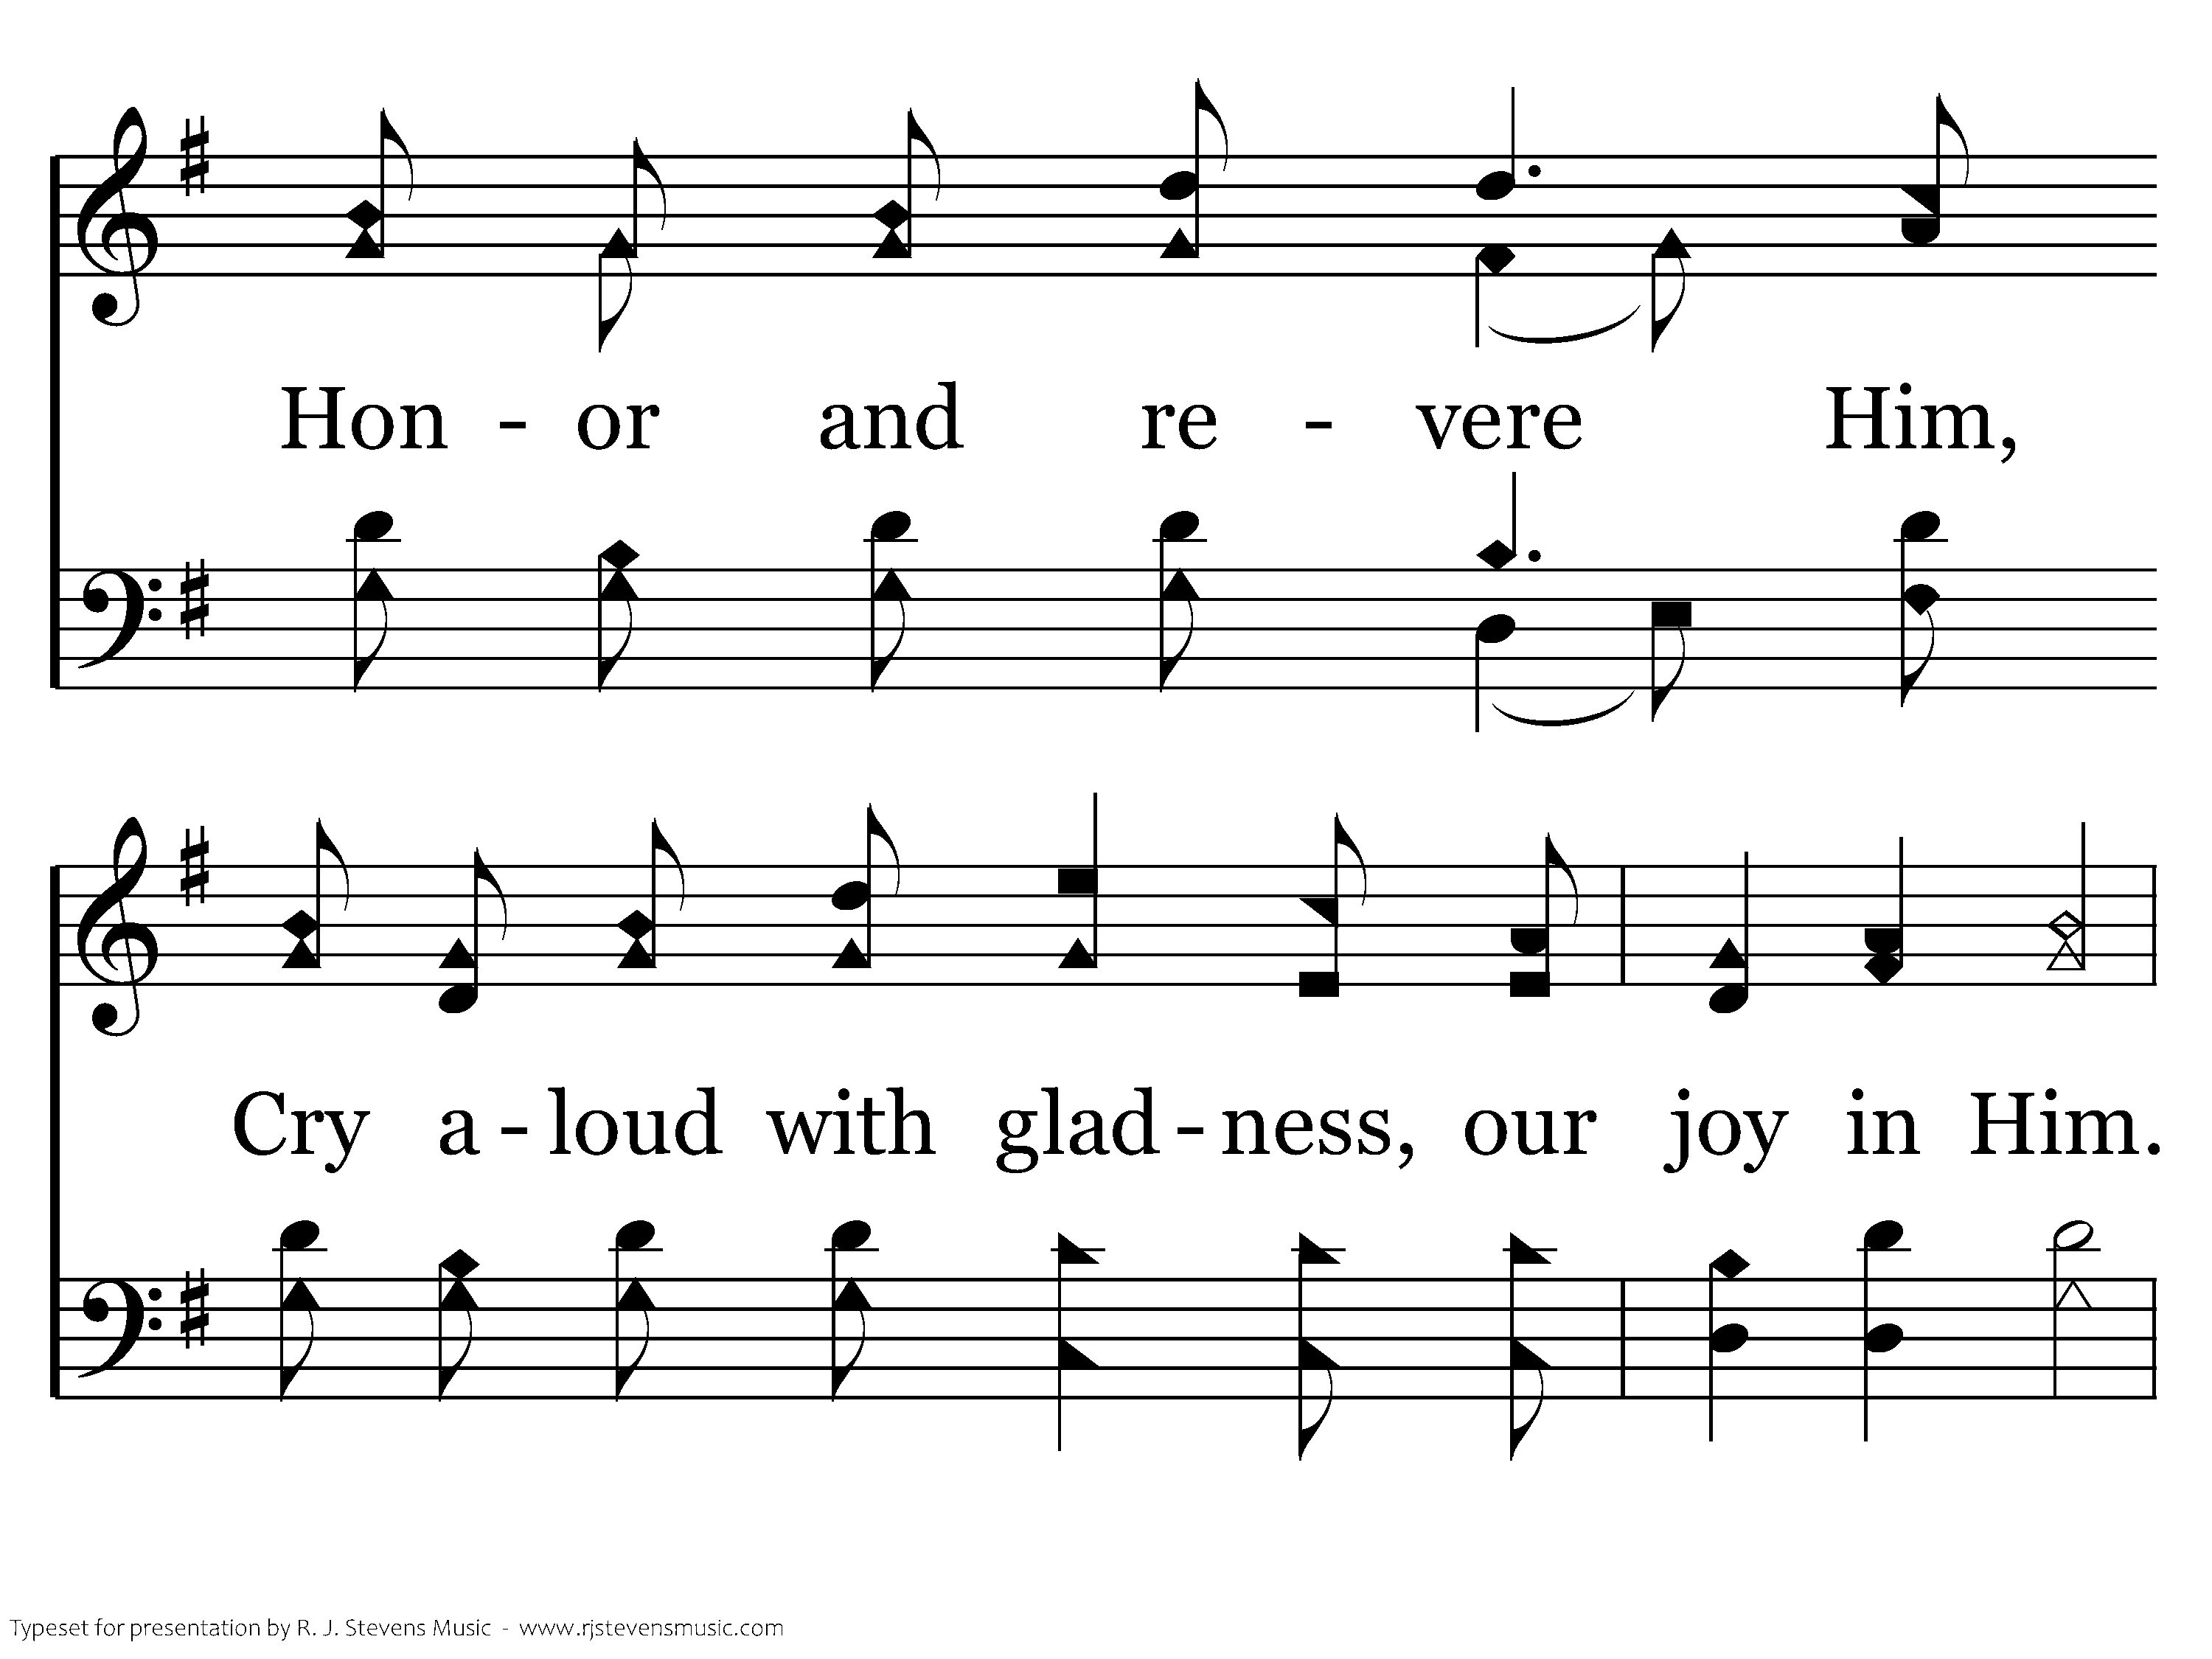 Hon - or and re - vere Him,
Cry a - loud with glad - ness, our joy in Him.
Typeset for presentation by R. J. Stevens Music - www.rjstevensmusic.com